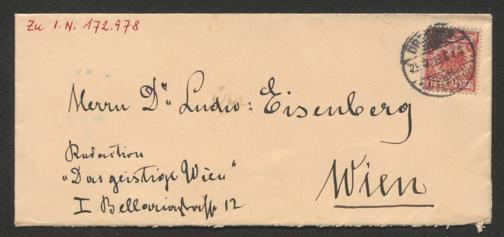 Zu I.N. 172.978
Herrn Dr. Ludw: Eisenberg
Redaction
„Das geistige Wien"
I Bellariastraße 12
Wien